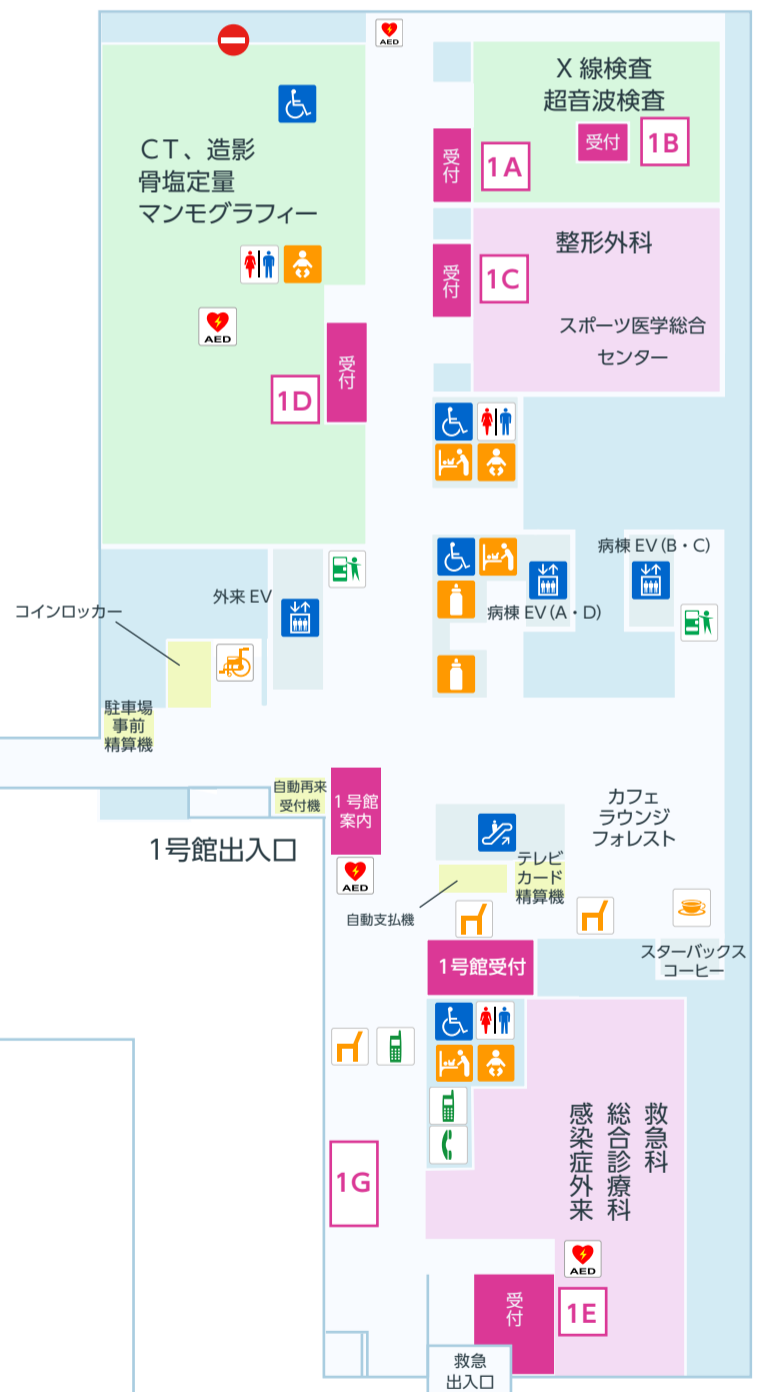 AED
X 線検査
超音波検査
受付
1B
受付
1A
CT、造影
骨塩定量
マンモグラフィー
受付
1C
整形外科
スポーツ医学総合
センター
AED
受付
1D
病棟 EV(B・C)
外来 EV
病棟 EV(A・D)
コインロッカー
駐車場
事前
精算機
自動再来
受付機
1号館
案内
カフェ
ラウンジ
フォレスト
1号館出入口
AED
テレビ
カード
精算機
自動支払機
1号館受付
スターバックス
コーヒー
救急科
総合診療科
感染症外来
1G
AED
受付
1E
救急
出入口